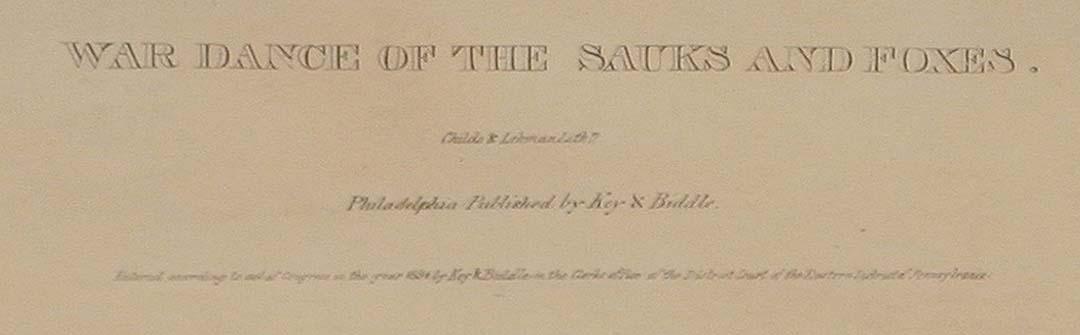 WAR DANCE OF THE SAUKS AND FOXES.
Childs & Lehman Lith.rs
Philadelphia Published by Key & Biddle.
Entered according to act of Congress in the year 1834 by Key & Biddle in the Clerks office of the District Court of the Eastern District of Pennsylvania.